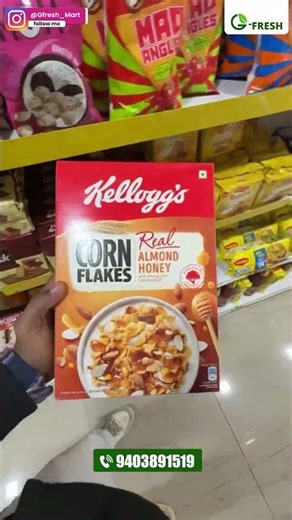 @Gfresh_Mart
follow me
G-FRESH
MAD
ANGLES
Kellogg's
CORN
FLAKES
Real
ALMOND
HONEY
9403891519